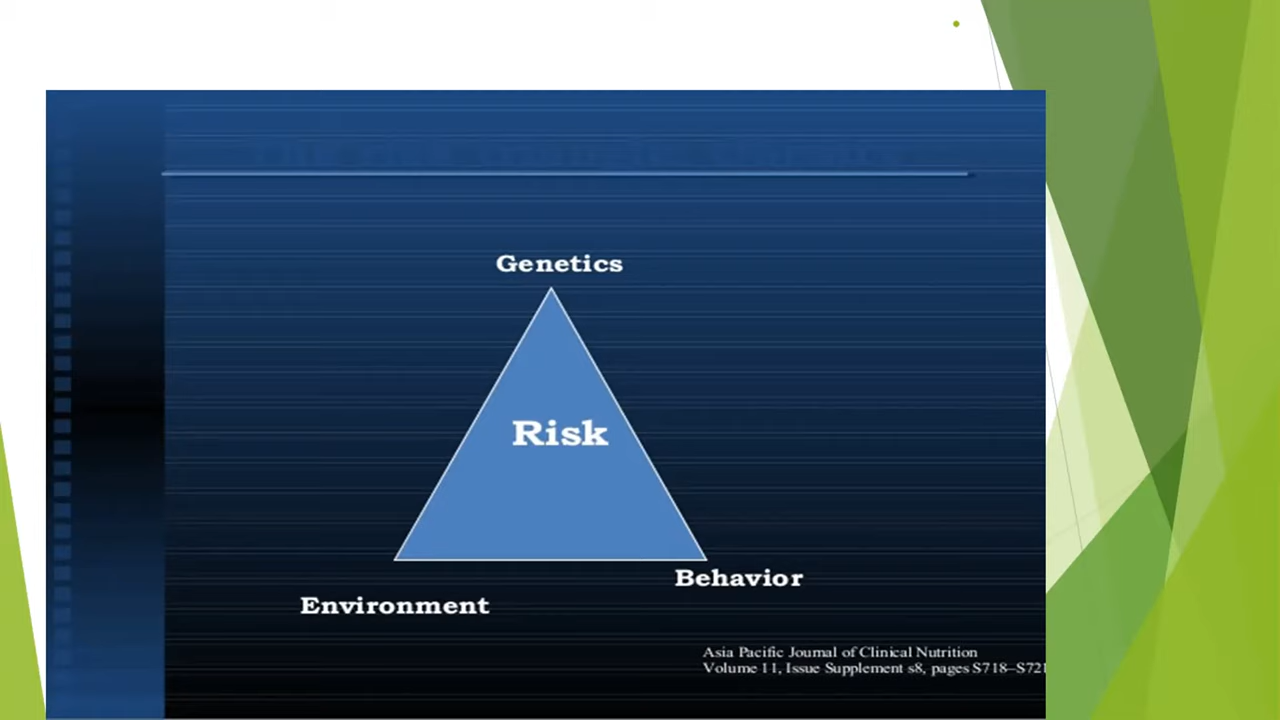 Genetics
Risk
Behavior
Environment
Asia Pacific Journal of Clinical Nutrition
Volume 11, Issue Supplement s8, pages S718–S721